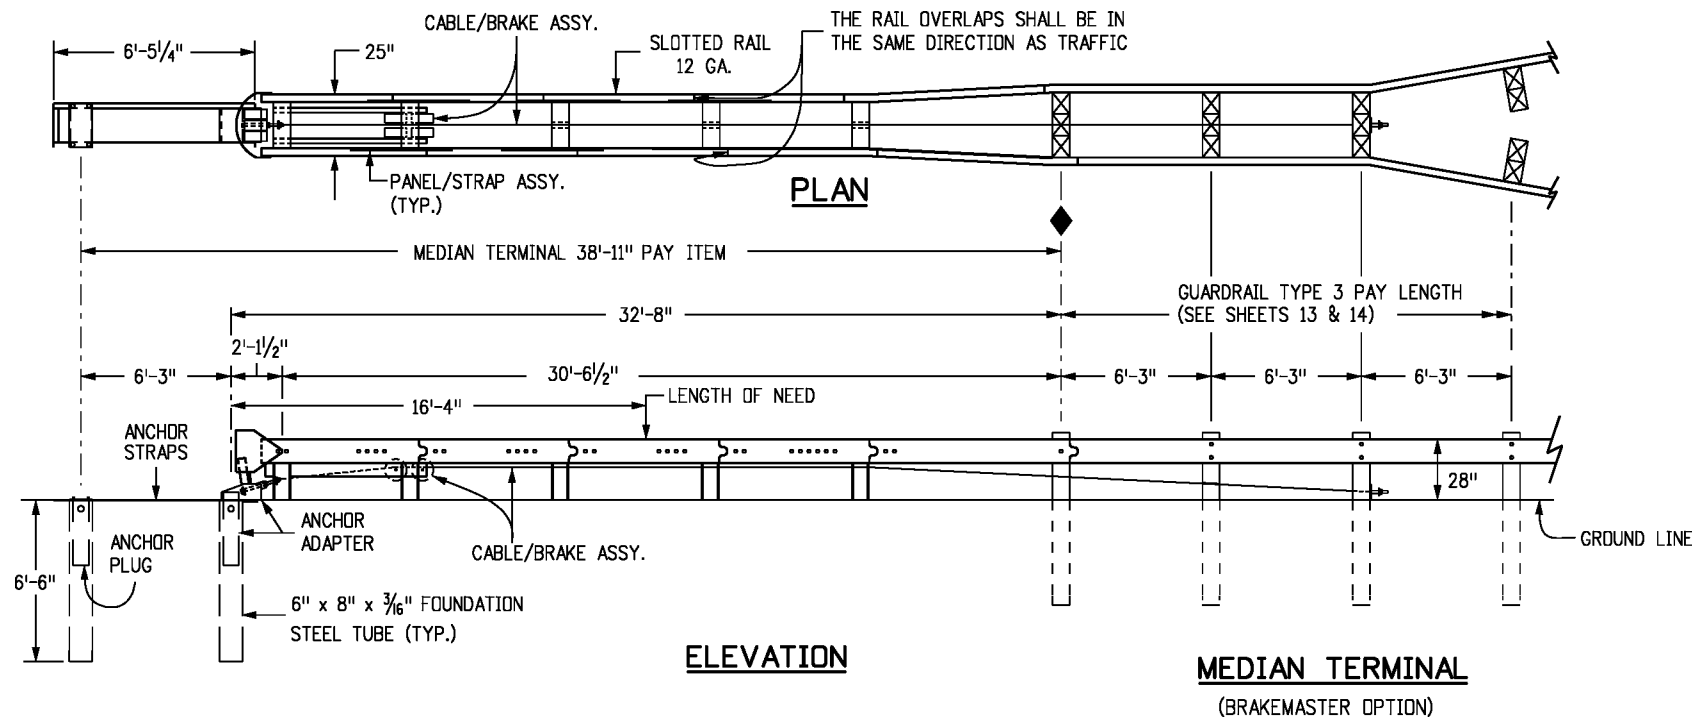 CABLE/BRAKE ASSY.
THE RAIL OVERLAPS SHALL BE IN
THE SAME DIRECTION AS TRAFFIC
6'-5¼"
25"
SLOTTED RAIL
12 GA.
PANEL/STRAP ASSY.
(TYP.)
PLAN
MEDIAN TERMINAL 38'-11" PAY ITEM
GUARDRAIL TYPE 3 PAY LENGTH
(SEE SHEETS 13 & 14)
32'-8"
2'-1½"
6'-3"
30'-6½"
6'-3"
6'-3"
6'-3"
16'-4"
LENGTH OF NEED
ANCHOR
STRAPS
28"
ANCHOR
ADAPTER
ANCHOR
PLUG
CABLE/BRAKE ASSY.
GROUND LINE
6'-6"
6" x 8" x 3/16" FOUNDATION
STEEL TUBE (TYP.)
ELEVATION
MEDIAN TERMINAL
(BRAKEMASTER OPTION)